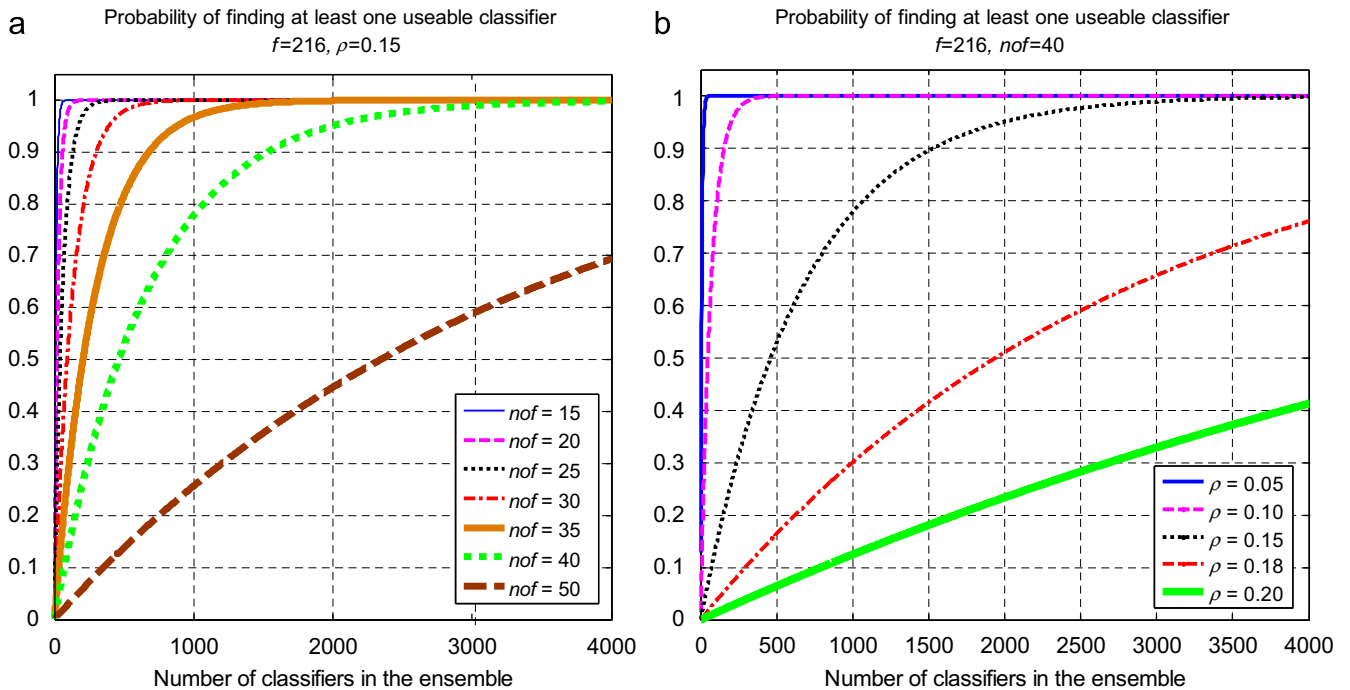 a
Probability of finding at least one useable classifier
f=216, ρ=0.15
1
0.9
0.8
0.7
0.6
0.5
0.4
0.3
0.2
0.1
0
nof = 15
nof = 20
nof = 25
nof = 30
nof = 35
nof = 40
nof = 50
0 1000 2000 3000 4000
Number of classifiers in the ensemble
b
Probability of finding at least one useable classifier
f=216, nof=40
1
0.9
0.8
0.7
0.6
0.5
0.4
0.3
0.2
0.1
0
ρ = 0.05
ρ = 0.10
ρ = 0.15
ρ = 0.18
ρ = 0.20
0 500 1000 1500 2000 2500 3000 3500 4000
Number of classifiers in the ensemble